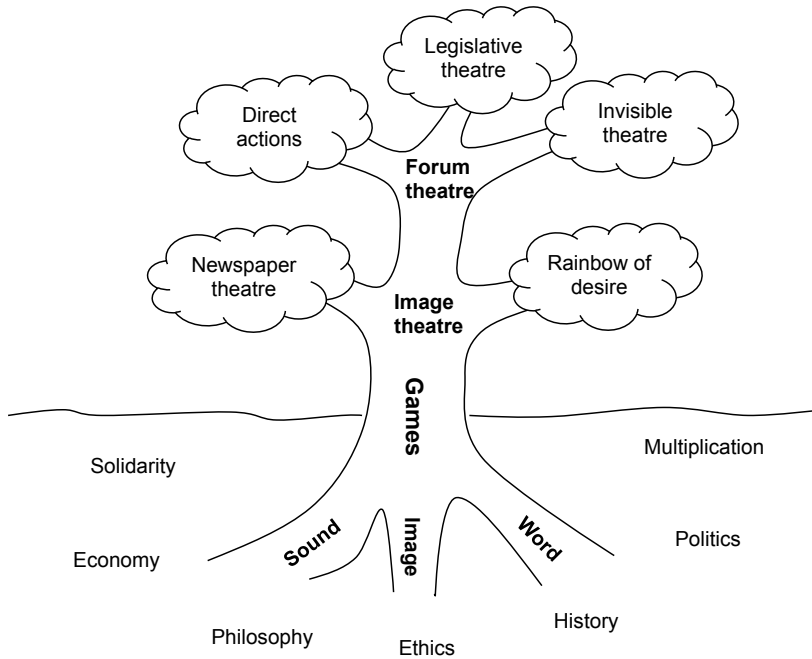 Legislative
theatre
Direct
actions
Invisible
theatre
Forum
theatre
Newspaper
theatre
Rainbow of
desire
Image
theatre
Games
Solidarity
Multiplication
Sound
Image
Word
Economy
Politics
Philosophy
Ethics
History